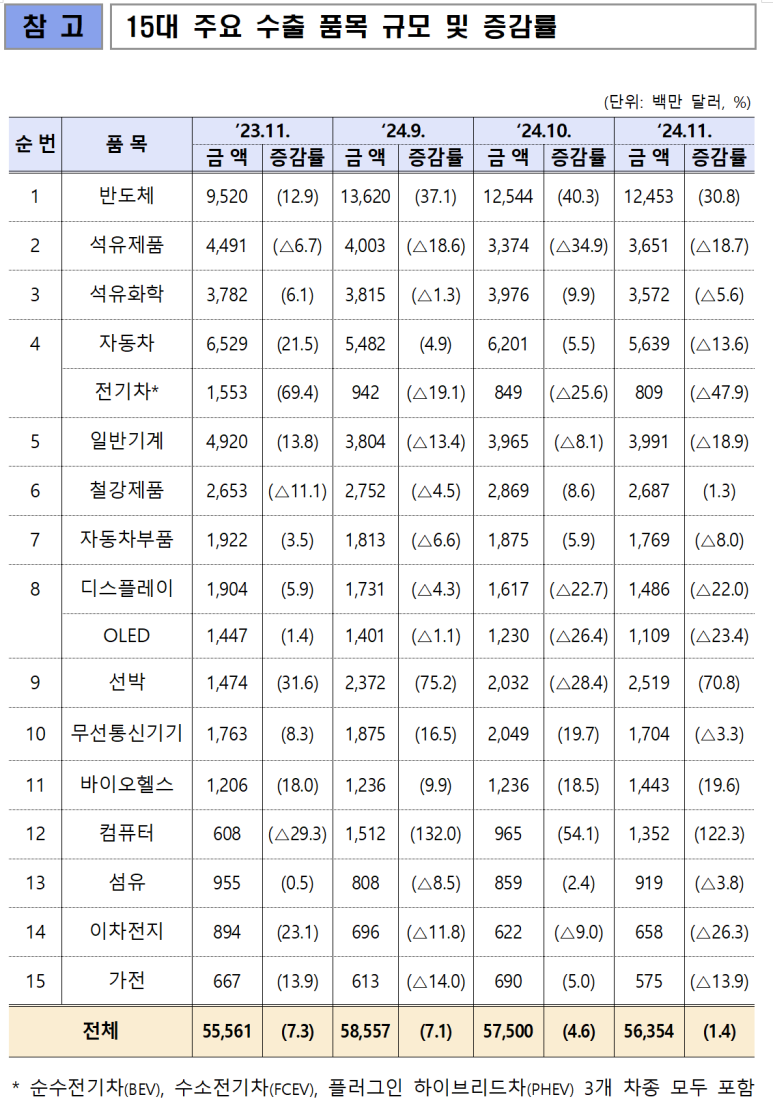 참 고 15대 주요 수출 품목 규모 및 증감률
(단위: 백만 달러, %)
순 번 품 목 ‘23.11. ‘24.9. ‘24.10. ‘24.11.
금 액 증감률 금 액 증감률 금 액 증감률 금 액 증감률
1 반도체 9,520 (12.9) 13,620 (37.1) 12,544 (40.3) 12,453 (30.8)
2 석유제품 4,491 (△6.7) 4,003 (△18.6) 3,374 (△34.9) 3,651 (△18.7)
3 석유화학 3,782 (6.1) 3,815 (△1.3) 3,976 (9.9) 3,572 (△5.6)
4 자동차 6,529 (21.5) 5,482 (4.9) 6,201 (5.5) 5,639 (△13.6)
전기차* 1,553 (69.4) 942 (△19.1) 849 (△25.6) 809 (△47.9)
5 일반기계 4,920 (13.8) 3,804 (△13.4) 3,965 (△8.1) 3,991 (△18.9)
6 철강제품 2,653 (△11.1) 2,752 (△4.5) 2,869 (8.6) 2,687 (1.3)
7 자동차부품 1,922 (3.5) 1,813 (△6.6) 1,875 (5.9) 1,769 (△8.0)
8 디스플레이 1,904 (5.9) 1,731 (△4.3) 1,617 (△22.7) 1,486 (△22.0)
OLED 1,447 (1.4) 1,401 (△1.1) 1,230 (△26.4) 1,109 (△23.4)
9 선박 1,474 (31.6) 2,372 (75.2) 2,032 (△28.4) 2,519 (70.8)
10 무선통신기기 1,763 (8.3) 1,875 (16.5) 2,049 (19.7) 1,704 (△3.3)
11 바이오헬스 1,206 (18.0) 1,236 (9.9) 1,236 (18.5) 1,443 (19.6)
12 컴퓨터 608 (△29.3) 1,512 (132.0) 965 (54.1) 1,352 (122.3)
13 섬유 955 (0.5) 808 (△8.5) 859 (2.4) 919 (△3.8)
14 이차전지 894 (23.1) 696 (△11.8) 622 (△9.0) 658 (△26.3)
15 가전 667 (13.9) 613 (△14.0) 690 (5.0) 575 (△13.9)
전체 55,561 (7.3) 58,557 (7.1) 57,500 (4.6) 56,354 (1.4)
* 순수전기차(BEV), 수소전기차(FCEV), 플러그인 하이브리드차(PHEV) 3개 차종 모두 포함